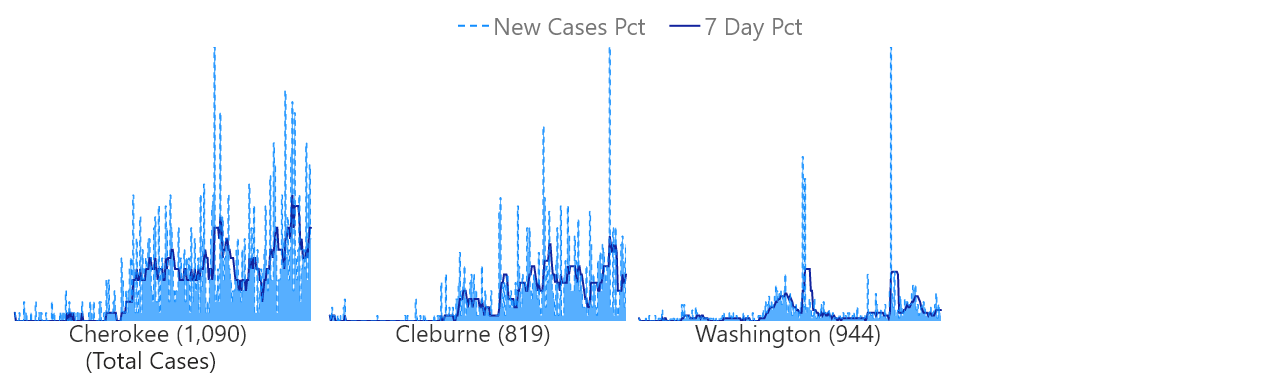 New Cases Pct 7 Day Pct
Cherokee (1,090) Cleburne (819) Washington (944)
(Total Cases)